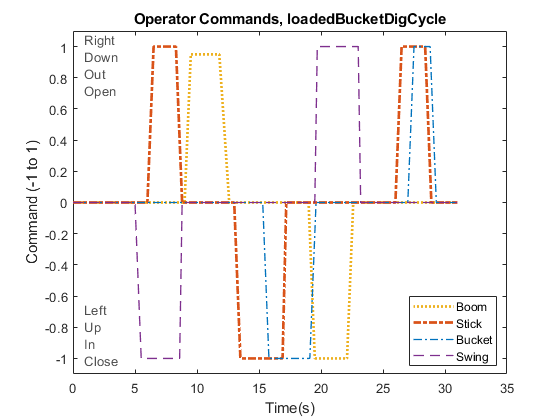 Operator Commands, loadedBucketDigCycle
Right
Down
Out
Open
1
0.8
0.6
0.4
0.2
0
-0.2
-0.4
-0.6
-0.8
-1
Command (-1 to 1)
Left
Up
In
Close
Boom
Stick
Bucket
Swing
0 5 10 15 20 25 30 35
Time(s)